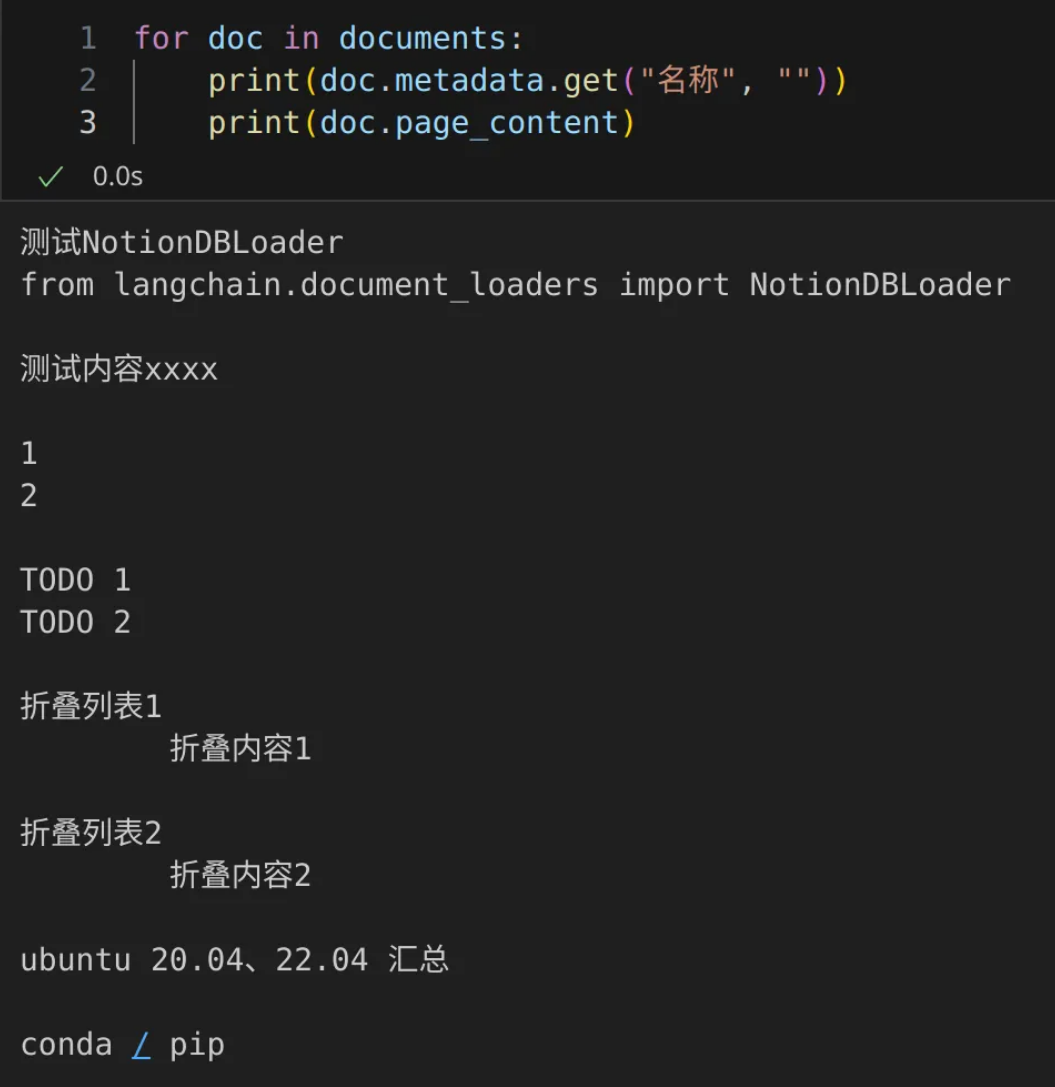 1 for doc in documents:
2 print(doc.metadata.get("名称", ""))
3 print(doc.page_content)
✓ 0.0s
测试NotionDBLoader
from langchain.document_loaders import NotionDBLoader
测试内容xxxx
1
2
TODO 1
TODO 2
折叠列表1
折叠内容1
折叠列表2
折叠内容2
ubuntu 20.04、22.04 汇总
conda / pip